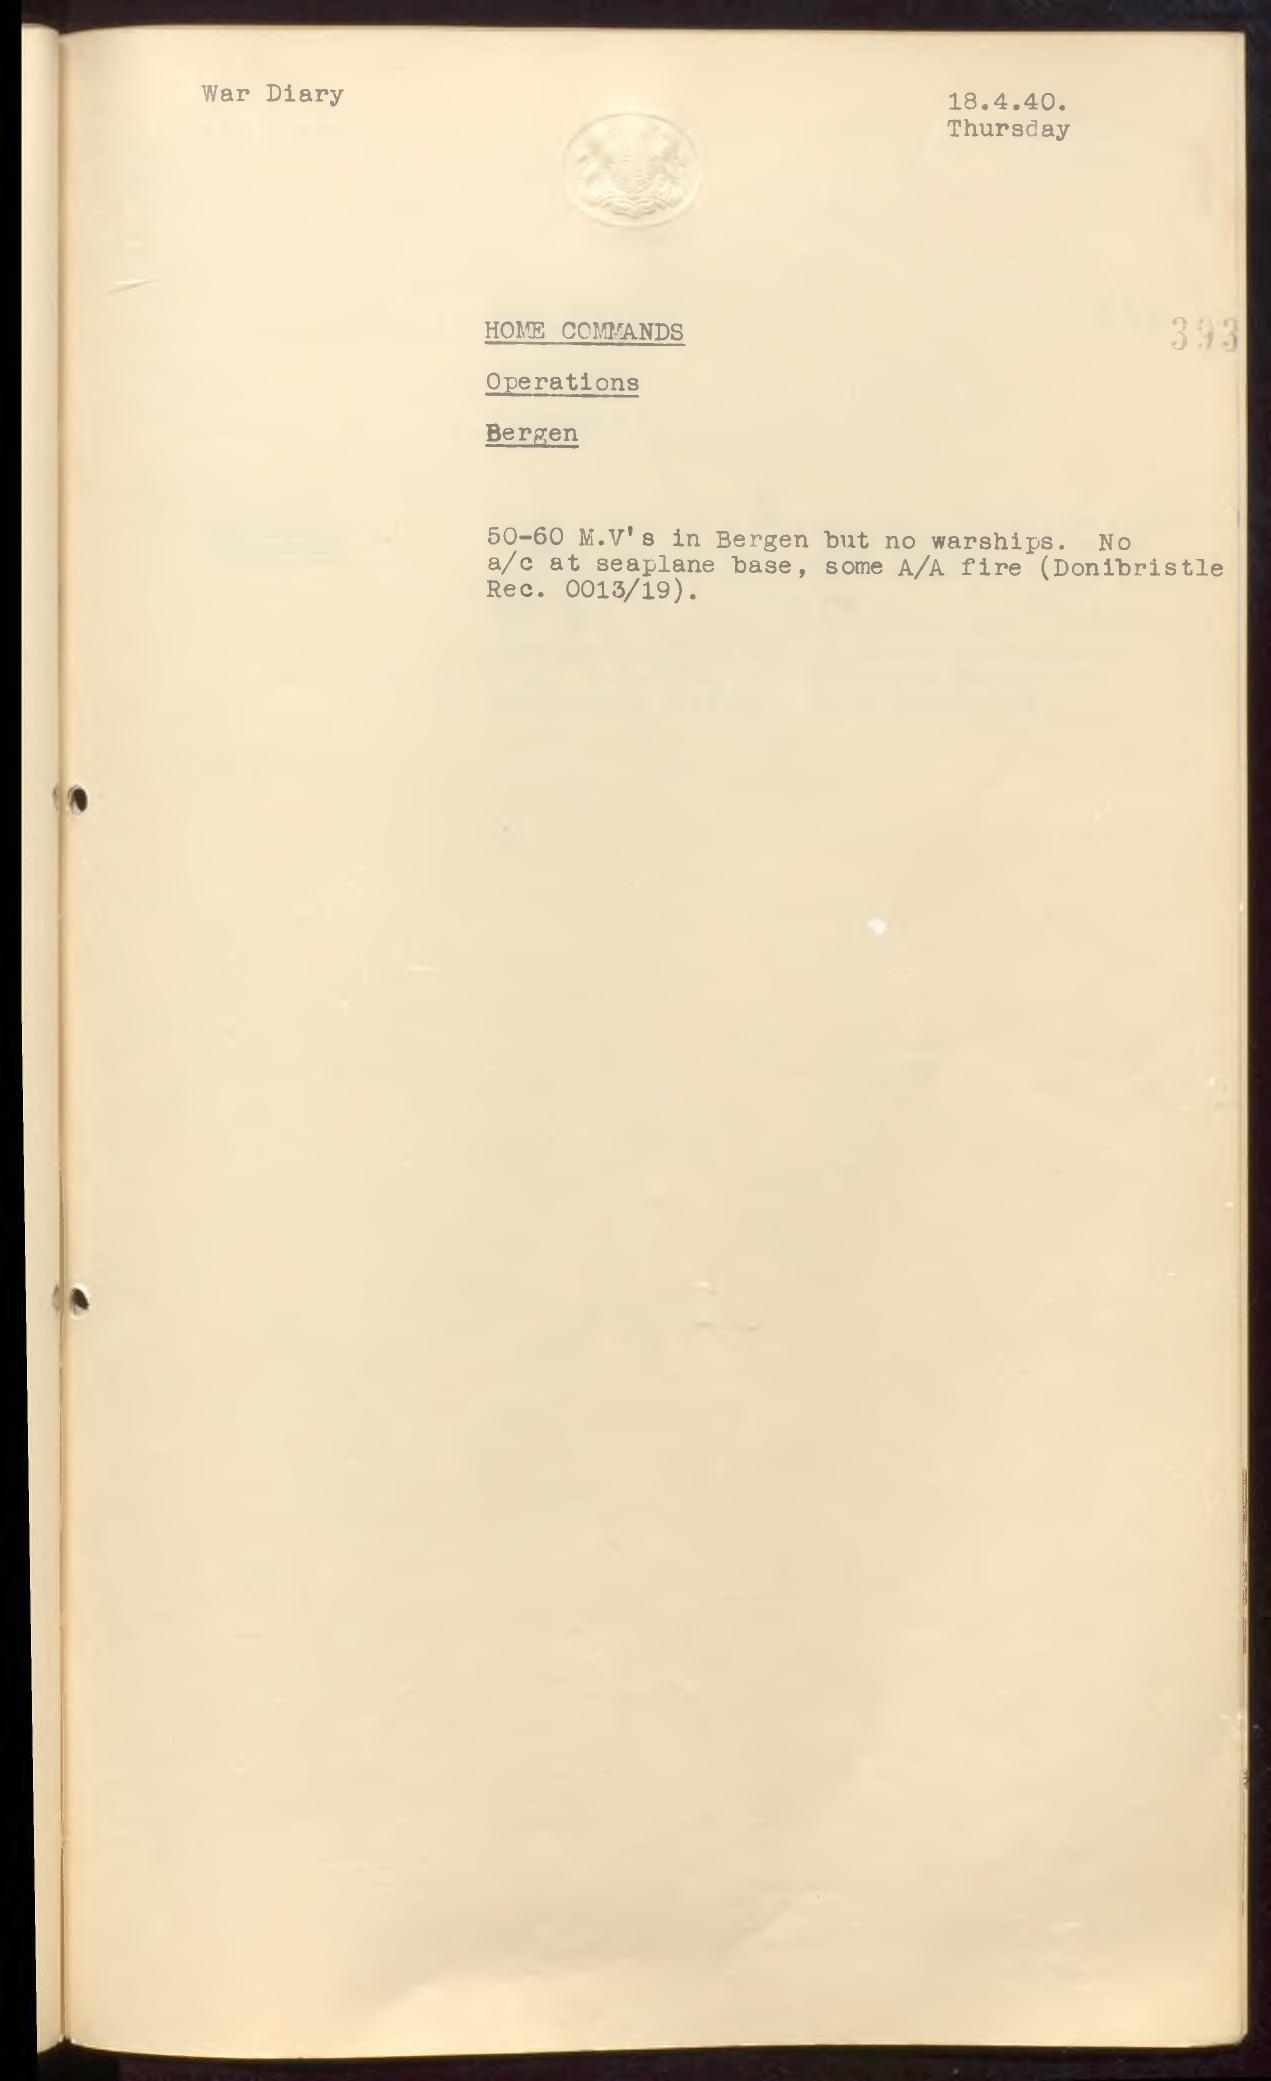 War Diary
18.4.40.
Thursday
393
HOME COMMANDS
Operations
Bergen
50-60 M.V's in Bergen but no warships. No
a/c at seaplane base, some A/A fire (Donibristle
Rec. 0013/19).